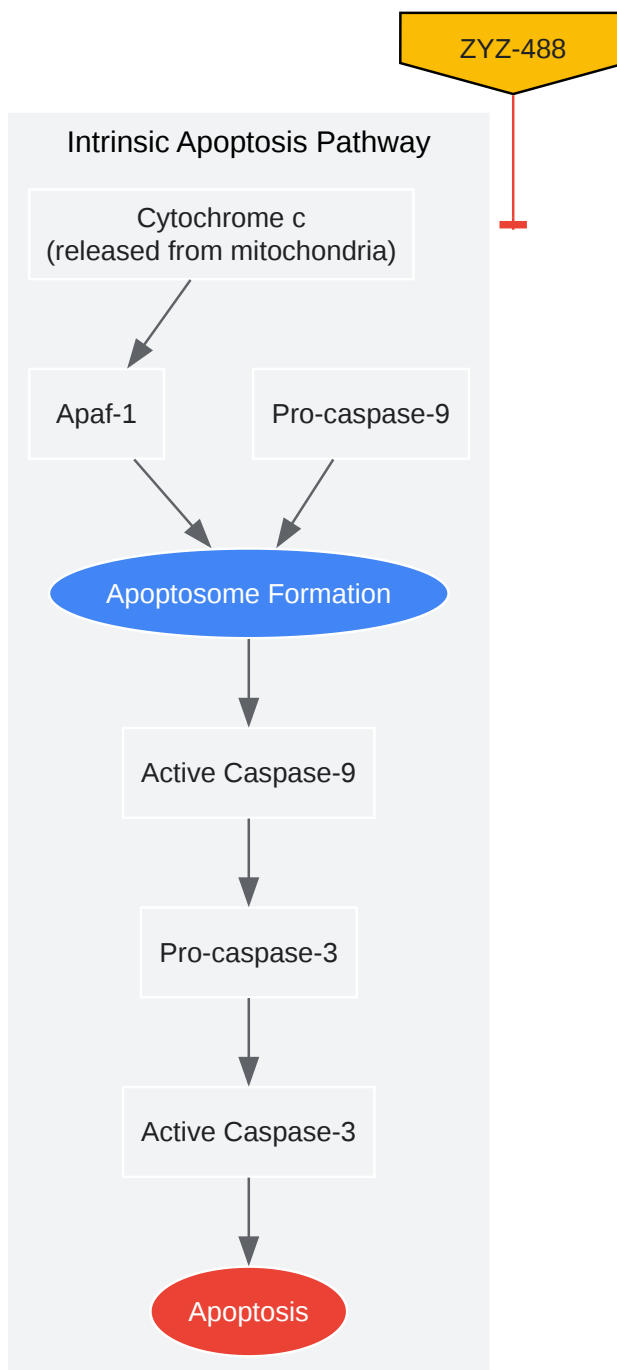 ZYZ-488
Intrinsic Apoptosis Pathway
Cytochrome c
(released from mitochondria)
Apaf-1
Pro-caspase-9
Apoptosome Formation
Active Caspase-9
Pro-caspase-3
Active Caspase-3
Apoptosis